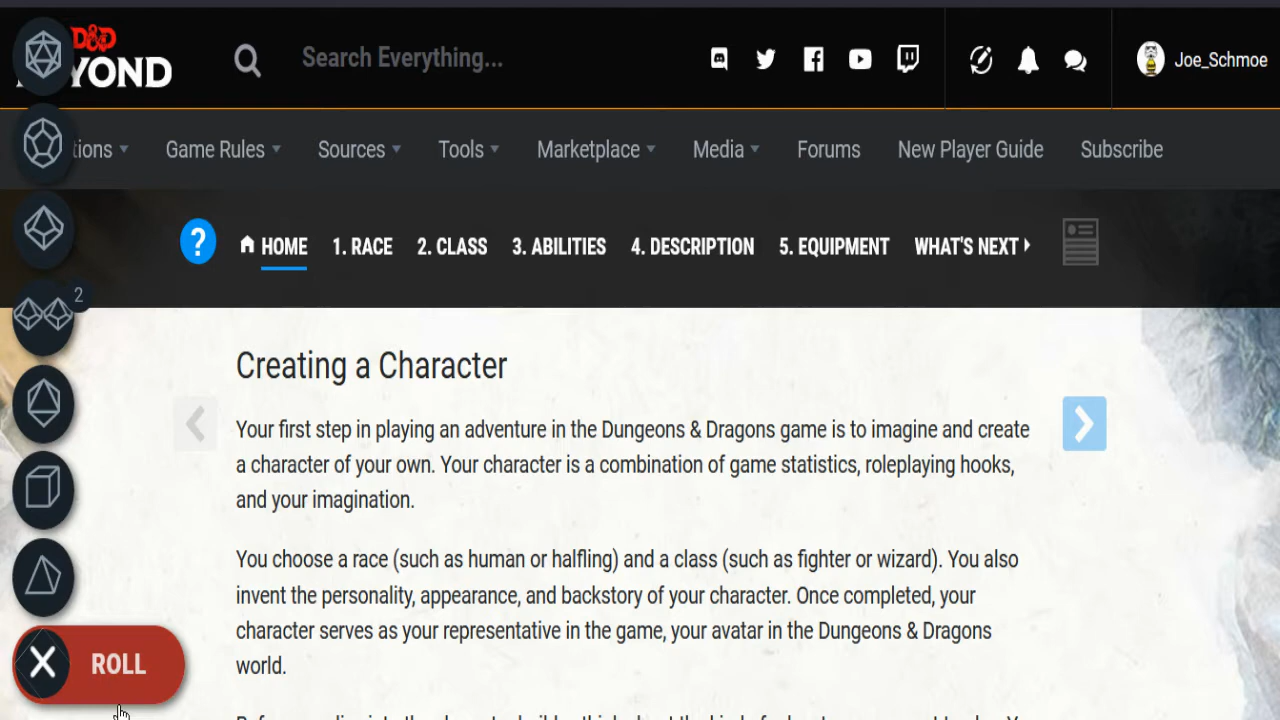 D&D
YOND
Search Everything...
Joe_Schmoe
tions
Game Rules
Sources
Tools
Marketplace
Media
Forums
New Player Guide
Subscribe
?
HOME
1. RACE
2. CLASS
3. ABILITIES
4. DESCRIPTION
5. EQUIPMENT
WHAT'S NEXT
2
Creating a Character
Your first step in playing an adventure in the Dungeons & Dragons game is to imagine and create
a character of your own. Your character is a combination of game statistics, roleplaying hooks,
and your imagination.
You choose a race (such as human or halfling) and a class (such as fighter or wizard). You also
invent the personality, appearance, and backstory of your character. Once completed, your
character serves as your representative in the game, your avatar in the Dungeons & Dragons
world.
ROLL